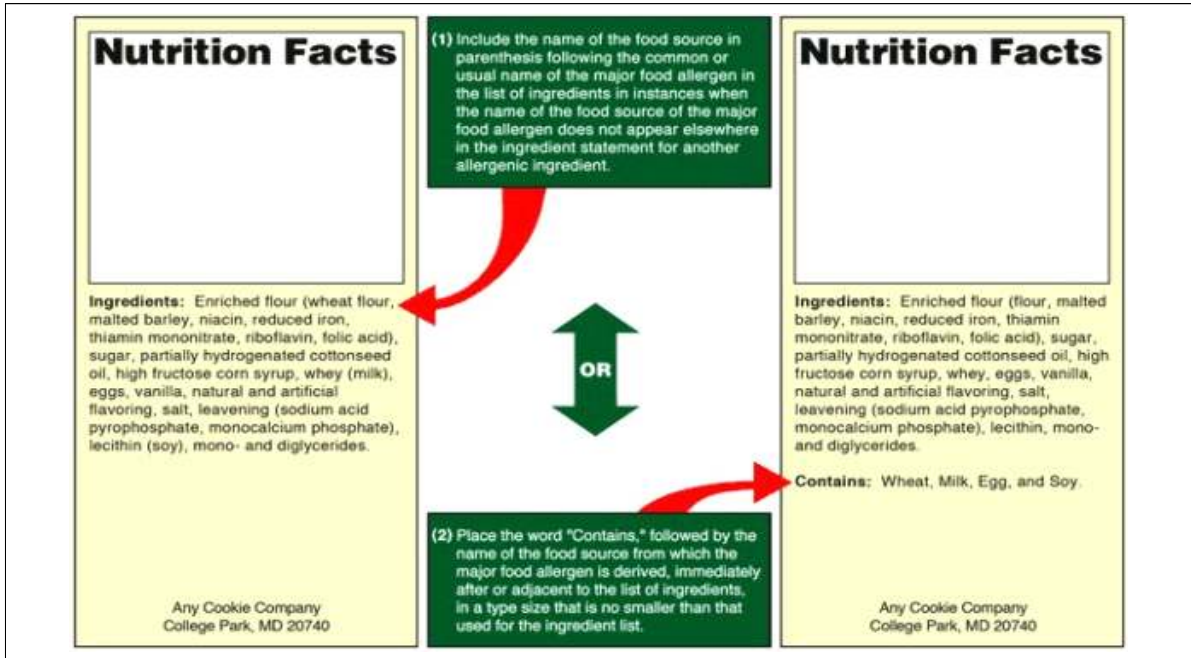 Nutrition Facts
Ingredients: Enriched flour (wheat flour,
malted barley, niacin, reduced iron,
thiamin mononitrate, riboflavin, folic acid),
sugar, partially hydrogenated cottonseed
oil, high fructose corn syrup, whey (milk),
eggs, vanilla, natural and artificial
flavoring, salt, leavening (sodium acid
pyrophosphate, monocalcium phosphate),
lecithin (soy), mono- and diglycerides.
Any Cookie Company
College Park, MD 20740
(1) Include the name of the food source in
parenthesis following the common or
usual name of the major food allergen in
the list of ingredients in instances when
the name of the food source of the major
food allergen does not appear elsewhere
in the ingredient statement for another
allergenic ingredient.
OR
(2) Place the word "Contains," followed by the
name of the food source from which the
major food allergen is derived, immediately
after or adjacent to the list of ingredients,
in a type size that is no smaller than that
used for the ingredient list.
Nutrition Facts
Ingredients: Enriched flour (flour, malted
barley, niacin, reduced iron, thiamin
mononitrate, riboflavin, folic acid), sugar,
partially hydrogenated cottonseed oil, high
fructose corn syrup, whey, eggs, vanilla,
natural and artificial flavoring, salt,
leavening (sodium acid pyrophosphate,
monocalcium phosphate), lecithin, mono-
and diglycerides.
Contains: Wheat, Milk, Egg, and Soy.
Any Cookie Company
College Park, MD 20740